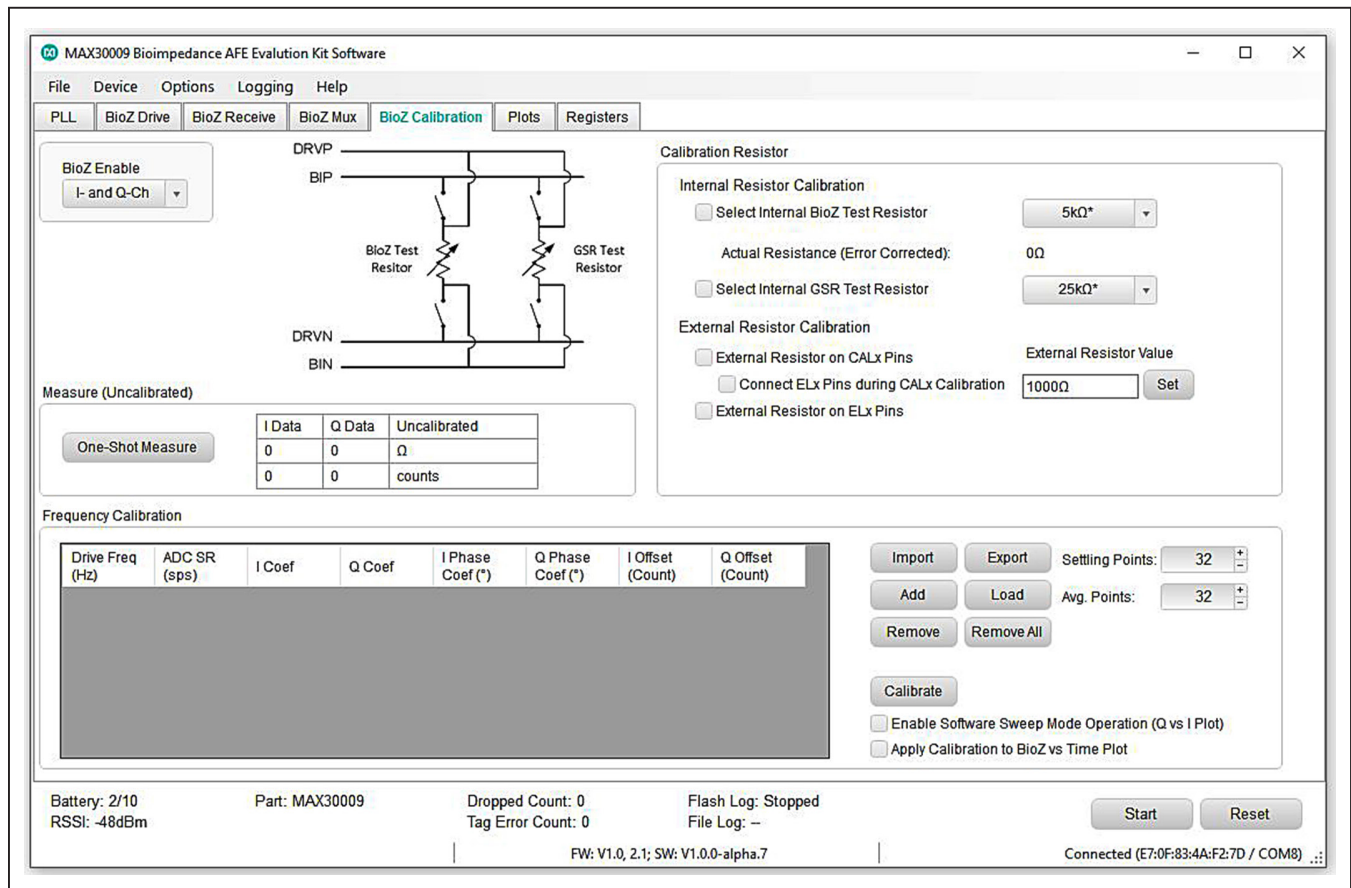 MAX30009 Bioimpedance AFE Evalution Kit Software
File Device Options Logging Help
PLL BioZ Drive BioZ Receive BioZ Mux BioZ Calibration Plots Registers
BioZ Enable
I- and Q-Ch
DRVP
BIP
BioZ Test
Resitor
GSR Test
Resistor
DRVN
BIN
Calibration Resistor
Internal Resistor Calibration
Select Internal BioZ Test Resistor 5kΩ*
Actual Resistance (Error Corrected): 0Ω
Select Internal GSR Test Resistor 25kΩ*
External Resistor Calibration
External Resistor on CALx Pins External Resistor Value
Connect ELx Pins during CALx Calibration 1000Ω Set
External Resistor on ELx Pins
Measure (Uncalibrated)
One-Shot Measure
I Data Q Data Uncalibrated
0 0 Ω
0 0 counts
Frequency Calibration
Drive Freq (Hz) ADC SR (sps) I Coef Q Coef I Phase Coef (°) Q Phase Coef (°) I Offset (Count) Q Offset (Count)
Import Export Settling Points: 32
Add Load Avg. Points: 32
Remove Remove All
Calibrate
Enable Software Sweep Mode Operation (Q vs I Plot)
Apply Calibration to BioZ vs Time Plot
Battery: 2/10 Part: MAX30009 Dropped Count: 0 Flash Log: Stopped
RSSI: -48dBm Tag Error Count: 0 File Log: --
Start Reset
FW: V1.0, 2.1; SW: V1.0.0-alpha.7 Connected (E7:0F:83:4A:F2:7D / COM8)